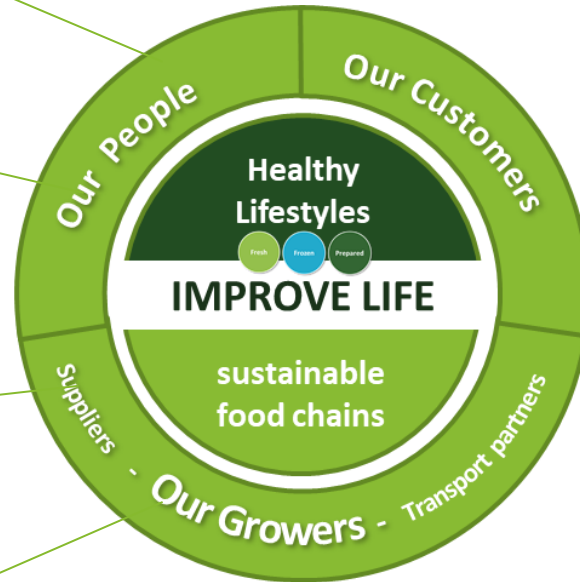 Our People
Our Customers
Healthy
Lifestyles
Fresh
Frozen
Prepared
IMPROVE LIFE
sustainable
food chains
Suppliers - Our Growers - Transport partners